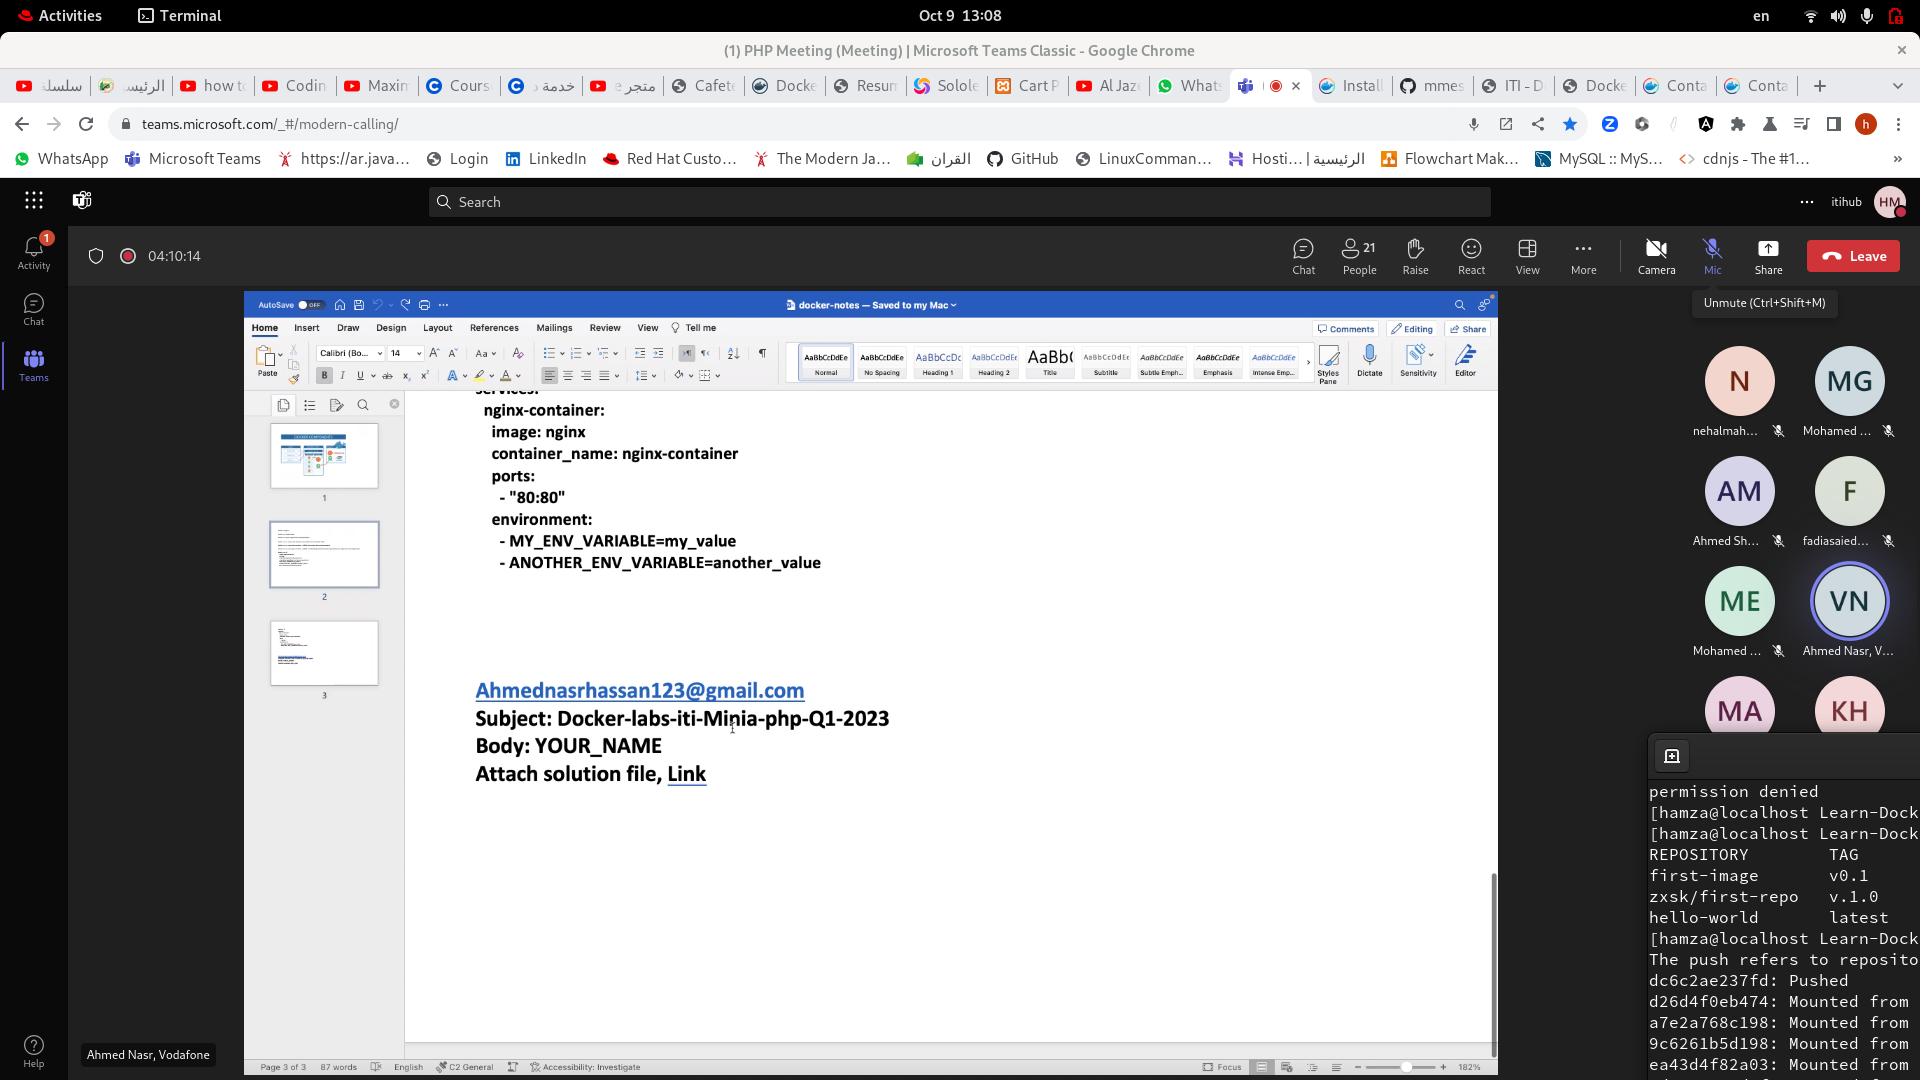 Activities
Terminal
Oct 9 13:08
en
(1) PHP Meeting (Meeting) | Microsoft Teams Classic - Google Chrome
سلسلة
الرئيس
how to
Codin
Maxin
Cours
خدمة د
متجر e
Cafete
Docke
Resun
Solole
Cart P
Al Jaz
Whats
Install
mmes
ITI - D
Docke
Conta
Conta
teams.microsoft.com/_#/modern-calling/
h
WhatsApp
Microsoft Teams
https://ar.java...
Login
LinkedIn
Red Hat Custo...
The Modern Ja...
القران
GitHub
LinuxComman...
Hosti... | الرئيسية
Flowchart Mak...
MySQL :: MyS...
cdnjs - The #1...
Search
itihub
HM
1
Activity
Chat
Teams
Help
04:10:14
Chat
21
People
Raise
React
View
More
Camera
Mic
Share
Leave
Unmute (Ctrl+Shift+M)
AutoSave OFF
docker-notes — Saved to my Mac
Home Insert Draw Design Layout References Mailings Review View Tell me
Comments Editing Share
Paste
Calibri (Bo... 14
AaBbCcDdEe
Normal
AaBbCcDdEe
No Spacing
AaBbCcDc
Heading 1
AaBbCcDdEe
Heading 2
AaBb(
Title
AaBbCcDdEe
Subtitle
AaBbCcDdEe
Subtle Emph...
AaBbCcDdEe
Emphasis
AaBbCcDdEe
Intense Emp...
Styles Pane
Dictate
Sensitivity
Editor
1
2
3
services:
nginx-container:
image: nginx
container_name: nginx-container
ports:
- "80:80"
environment:
- MY_ENV_VARIABLE=my_value
- ANOTHER_ENV_VARIABLE=another_value
Ahmednasrhassan123@gmail.com
Subject: Docker-labs-iti-Minia-php-Q1-2023
Body: YOUR_NAME
Attach solution file, Link
Page 3 of 3 87 words English C2 General Accessibility: Investigate
Focus
182%
Ahmed Nasr, Vodafone
N
nehalmah...
MG
Mohamed ...
AM
Ahmed Sh...
F
fadiasaied...
ME
Mohamed ...
VN
Ahmed Nasr, V...
MA
KH
permission denied
[hamza@localhost Learn-Dock
[hamza@localhost Learn-Dock
REPOSITORY TAG
first-image v0.1
zxsk/first-repo v.1.0
hello-world latest
[hamza@localhost Learn-Dock
The push refers to reposito
dc6c2ae237fd: Pushed
d26d4f0eb474: Mounted from
a7e2a768c198: Mounted from
9c6261b5d198: Mounted from
ea43d4f82a03: Mounted from